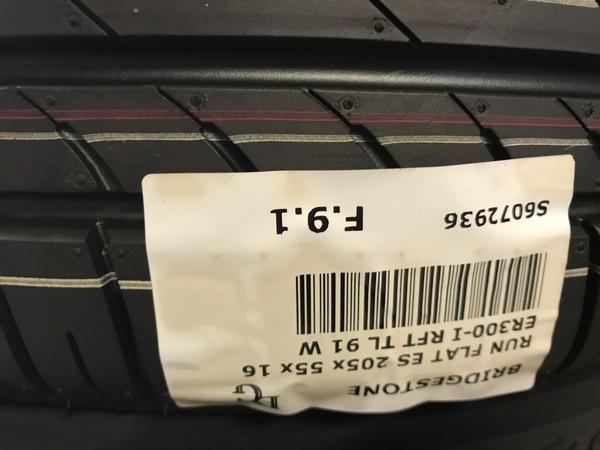 BRIDGESTONE
RUN FLAT ES 205x 55x 16
ER300-I RFT TL 91 W
S6072936 F.9.1